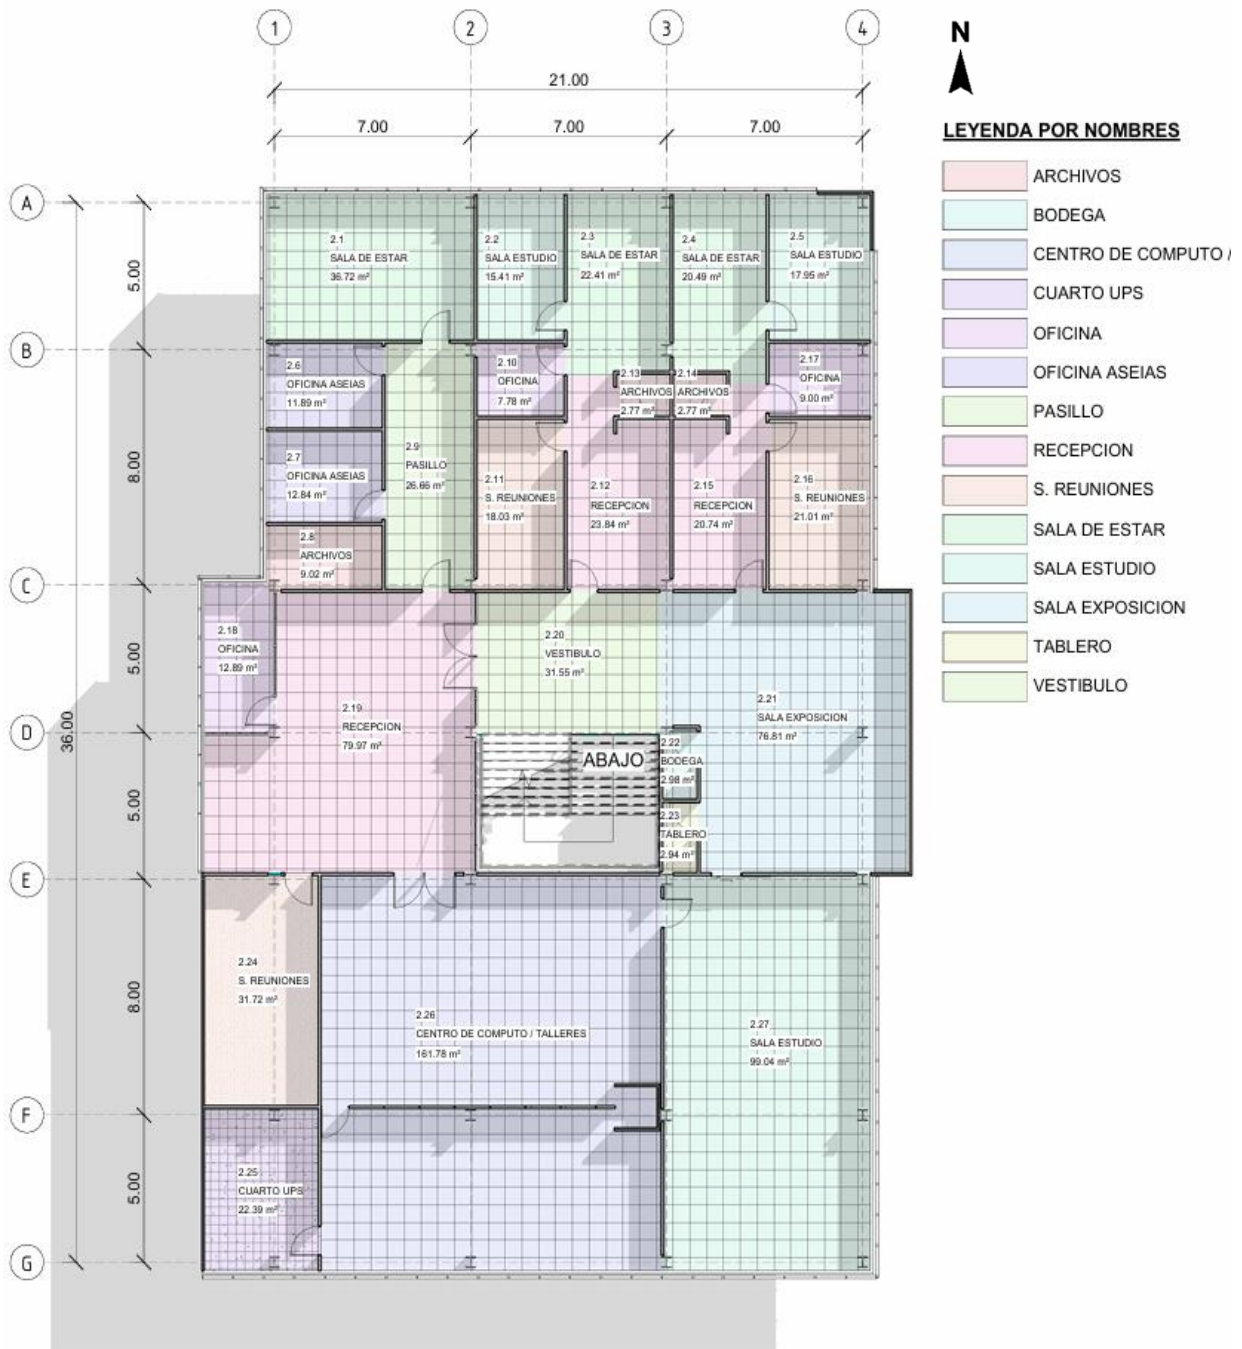 1
2
3
4
N
21.00
7.00
7.00
7.00
LEYENDA POR NOMBRES
ARCHIVOS
BODEGA
CENTRO DE COMPUTO /
CUARTO UPS
OFICINA
OFICINA ASEIAS
PASILLO
RECEPCION
S. REUNIONES
SALA DE ESTAR
SALA ESTUDIO
SALA EXPOSICION
TABLERO
VESTIBULO
A
B
C
D
E
F
G
5.00
8.00
5.00
5.00
8.00
5.00
36.00
2.1
SALA DE ESTAR
36.72 m²
2.2
SALA ESTUDIO
15.41 m²
2.3
SALA DE ESTAR
22.41 m²
2.4
SALA DE ESTAR
20.49 m²
2.5
SALA ESTUDIO
17.95 m²
2.6
OFICINA ASEIAS
11.89 m²
2.7
OFICINA ASEIAS
12.84 m²
2.8
ARCHIVOS
9.02 m²
2.9
PASILLO
26.66 m²
2.10
OFICINA
7.78 m²
2.11
S. REUNIONES
18.03 m²
2.12
RECEPCION
23.84 m²
2.13
ARCHIVOS
2.77 m²
2.14
ARCHIVOS
2.77 m²
2.15
RECEPCION
20.74 m²
2.16
S. REUNIONES
21.01 m²
2.17
OFICINA
9.00 m²
2.18
OFICINA
12.89 m²
2.19
RECEPCION
79.97 m²
2.20
VESTIBULO
31.55 m²
2.21
SALA EXPOSICION
76.81 m²
ABAJO
2.22
BODEGA
2.98 m²
2.23
TABLERO
2.94 m²
2.24
S. REUNIONES
31.72 m²
2.25
CUARTO UPS
22.39 m²
2.26
CENTRO DE COMPUTO / TALLERES
161.78 m²
2.27
SALA ESTUDIO
99.04 m²